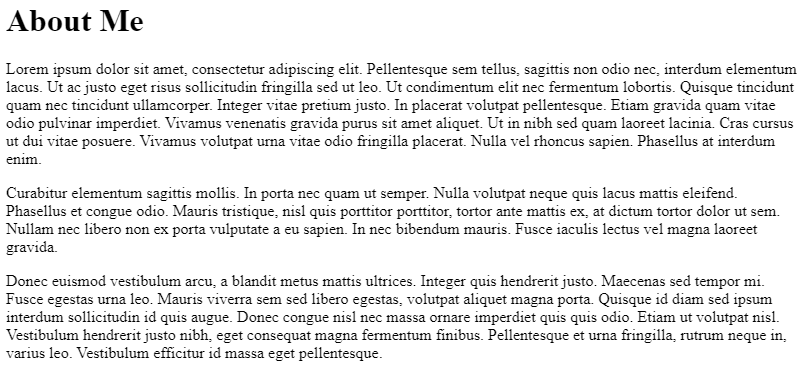 About Me
Lorem ipsum dolor sit amet, consectetur adipiscing elit. Pellentesque sem tellus, sagittis non odio nec, interdum elementum
lacus. Ut ac justo eget risus sollicitudin fringilla sed ut leo. Ut condimentum elit nec fermentum lobortis. Quisque tincidunt
quam nec tincidunt ullamcorper. Integer vitae pretium justo. In placerat volutpat pellentesque. Etiam gravida quam vitae
odio pulvinar imperdiet. Vivamus venenatis gravida purus sit amet aliquet. Ut in nibh sed quam laoreet lacinia. Cras cursus
ut dui vitae posuere. Vivamus volutpat urna vitae odio fringilla placerat. Nulla vel rhoncus sapien. Phasellus at interdum
enim.
Curabitur elementum sagittis mollis. In porta nec quam ut semper. Nulla volutpat neque quis lacus mattis eleifend.
Phasellus et congue odio. Mauris tristique, nisl quis porttitor porttitor, tortor ante mattis ex, at dictum tortor dolor ut sem.
Nullam nec libero non ex porta vulputate a eu sapien. In nec bibendum mauris. Fusce iaculis lectus vel magna laoreet
gravida.
Donec euismod vestibulum arcu, a blandit metus mattis ultrices. Integer quis hendrerit justo. Maecenas sed tempor mi.
Fusce egestas urna leo. Mauris viverra sem sed libero egestas, volutpat aliquet magna porta. Quisque id diam sed ipsum
interdum sollicitudin id quis augue. Donec congue nisl nec massa ornare imperdiet quis quis odio. Etiam ut volutpat nisl.
Vestibulum hendrerit justo nibh, eget consequat magna fermentum finibus. Pellentesque et urna fringilla, rutrum neque in,
varius leo. Vestibulum efficitur id massa eget pellentesque.